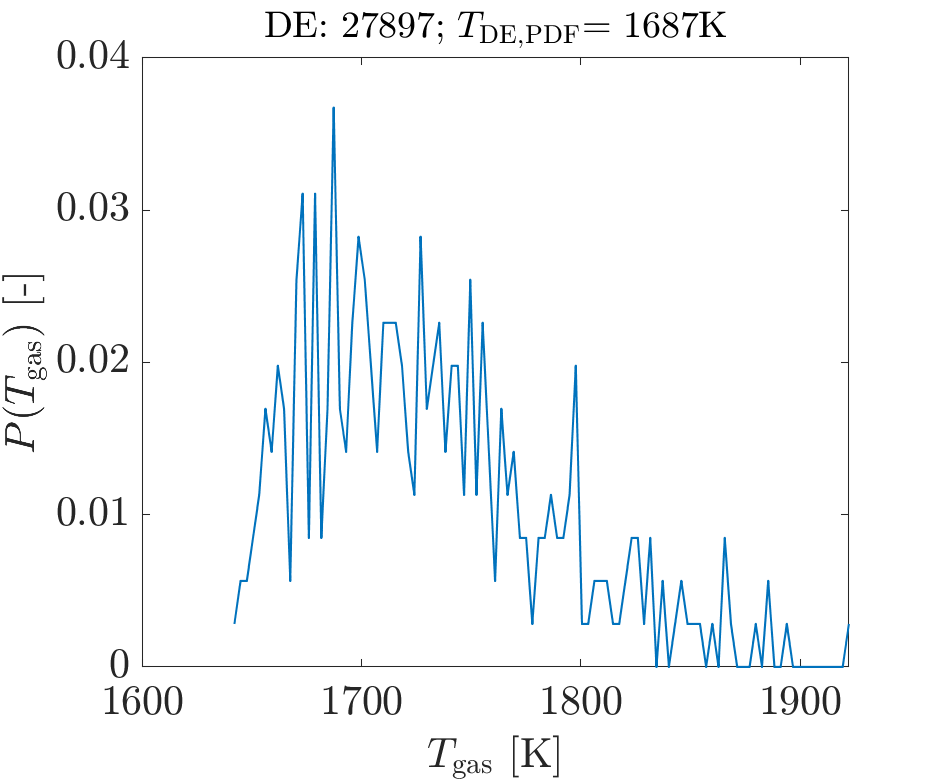 DE: 27897; T_DE,PDF= 1687K
0.04
0.03
0.02
0.01
0
P(T_gas) [-]
1600 1700 1800 1900
T_gas [K]